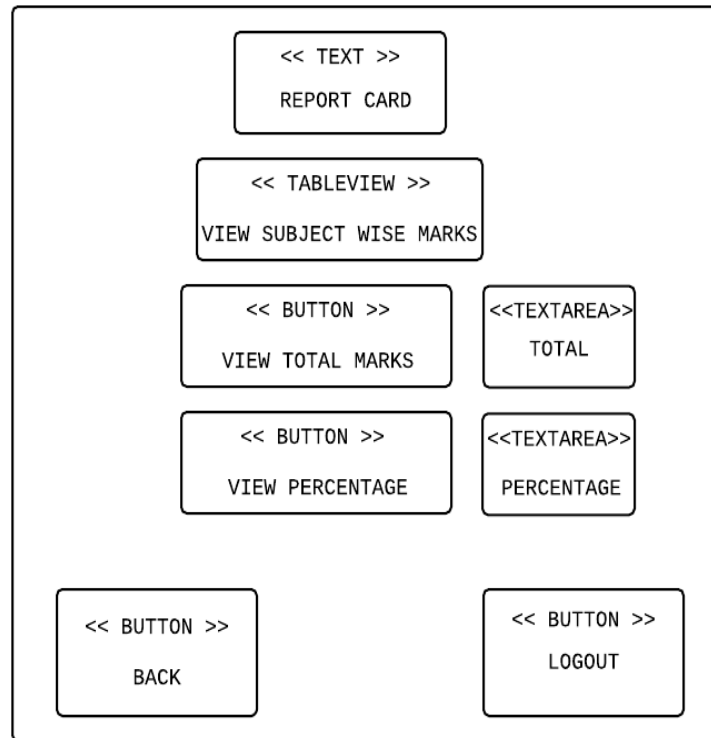 << TEXT >>
REPORT CARD
<< TABLEVIEW >>
VIEW SUBJECT WISE MARKS
<< BUTTON >>
VIEW TOTAL MARKS
<<TEXTAREA>>
TOTAL
<< BUTTON >>
VIEW PERCENTAGE
<<TEXTAREA>>
PERCENTAGE
<< BUTTON >>
BACK
<< BUTTON >>
LOGOUT